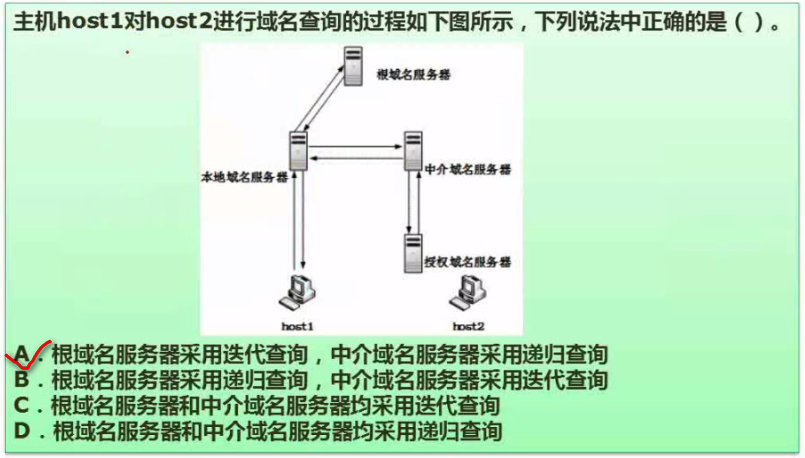 主机host1对host2进行域名查询的过程如下图所示，下列说法中正确的是（ ）。
根域名服务器
本地域名服务器
中介域名服务器
授权域名服务器
host1
host2
A．根域名服务器采用迭代查询，中介域名服务器采用递归查询
B．根域名服务器采用递归查询，中介域名服务器采用迭代查询
C．根域名服务器和中介域名服务器均采用迭代查询
D．根域名服务器和中介域名服务器均采用递归查询